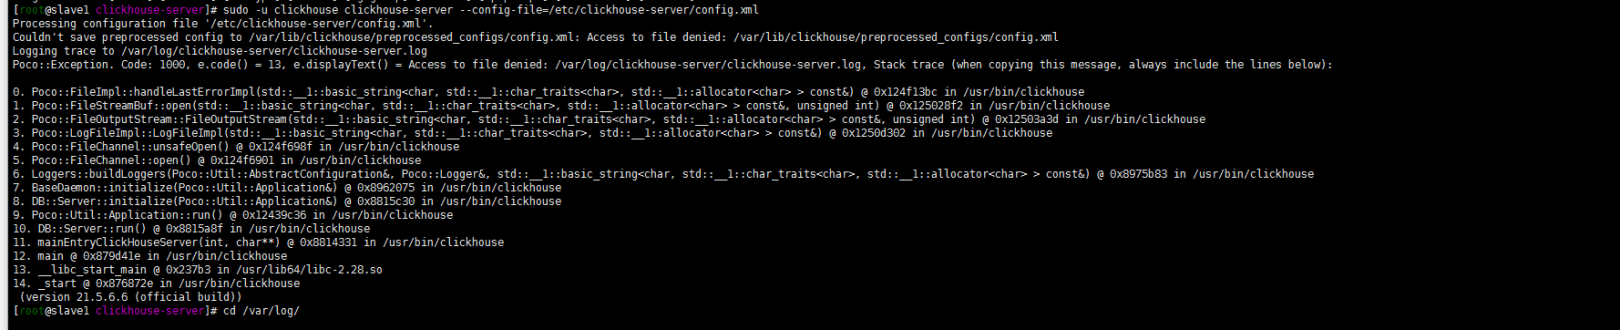 [root@slave1 clickhouse-server]# sudo -u clickhouse clickhouse-server --config-file=/etc/clickhouse-server/config.xml
Processing configuration file '/etc/clickhouse-server/config.xml'.
Couldn't save preprocessed config to /var/lib/clickhouse/preprocessed_configs/config.xml: Access to file denied: /var/lib/clickhouse/preprocessed_configs/config.xml
Logging trace to /var/log/clickhouse-server/clickhouse-server.log
Poco::Exception. Code: 1000, e.code() = 13, e.displayText() = Access to file denied: /var/log/clickhouse-server/clickhouse-server.log, Stack trace (when copying this message, always include the lines below):
0. Poco::FileImpl::handleLastErrorImpl(std::__1::basic_string<char, std::__1::char_traits<char>, std::__1::allocator<char> > const&) @ 0x124f13bc in /usr/bin/clickhouse
1. Poco::FileStreamBuf::open(std::__1::basic_string<char, std::__1::char_traits<char>, std::__1::allocator<char> > const&, unsigned int) @ 0x125028f2 in /usr/bin/clickhouse
2. Poco::FileOutputStream::FileOutputStream(std::__1::basic_string<char, std::__1::char_traits<char>, std::__1::allocator<char> > const&, unsigned int) @ 0x12503a3d in /usr/bin/clickhouse
3. Poco::LogFileImpl::LogFileImpl(std::__1::basic_string<char, std::__1::char_traits<char>, std::__1::allocator<char> > const&) @ 0x1250d302 in /usr/bin/clickhouse
4. Poco::FileChannel::unsafeOpen() @ 0x124f698f in /usr/bin/clickhouse
5. Poco::FileChannel::open() @ 0x124f6901 in /usr/bin/clickhouse
6. Loggers::buildLoggers(Poco::Util::AbstractConfiguration&, Poco::Logger&, std::__1::basic_string<char, std::__1::char_traits<char>, std::__1::allocator<char> > const&) @ 0x8975b83 in /usr/bin/clickhouse
7. BaseDaemon::initialize(Poco::Util::Application&) @ 0x8962075 in /usr/bin/clickhouse
8. DB::Server::initialize(Poco::Util::Application&) @ 0x8815c30 in /usr/bin/clickhouse
9. Poco::Util::Application::run() @ 0x12439c36 in /usr/bin/clickhouse
10. DB::Server::run() @ 0x8815a8f in /usr/bin/clickhouse
11. mainEntryClickHouseServer(int, char**) @ 0x8814331 in /usr/bin/clickhouse
12. main @ 0x879d41e in /usr/bin/clickhouse
13. __libc_start_main @ 0x237b3 in /usr/lib64/libc-2.28.so
14. _start @ 0x876872e in /usr/bin/clickhouse
(version 21.5.6.6 (official build))
[root@slave1 clickhouse-server]# cd /var/log/